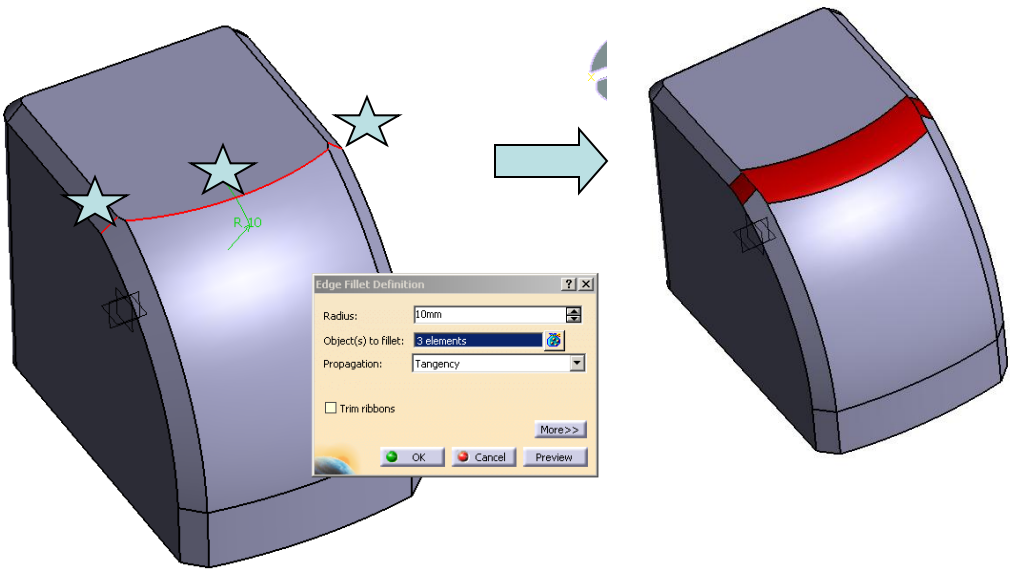 R 10
Edge Fillet Definition
Radius: 10mm
Object(s) to fillet: 3 elements
Propagation: Tangency
Trim ribbons
More>>
OK Cancel Preview
x